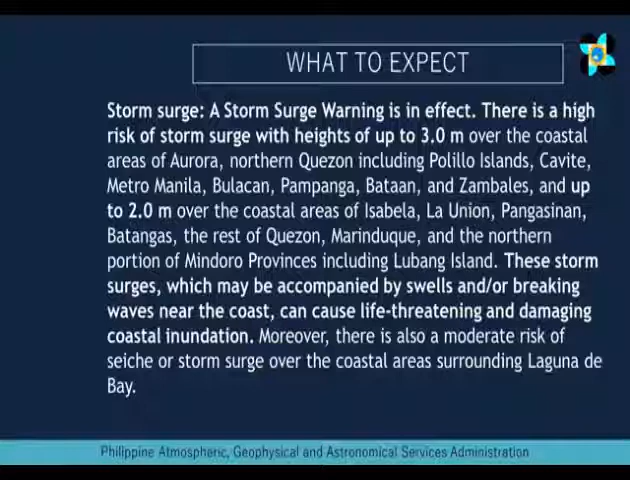 WHAT TO EXPECT
Storm surge: A Storm Surge Warning is in effect. There is a high
risk of storm surge with heights of up to 3.0 m over the coastal
areas of Aurora, northern Quezon including Polillo Islands, Cavite,
Metro Manila, Bulacan, Pampanga, Bataan, and Zambales, and up
to 2.0 m over the coastal areas of Isabela, La Union, Pangasinan,
Batangas, the rest of Quezon, Marinduque, and the northern
portion of Mindoro Provinces including Lubang Island. These storm
surges, which may be accompanied by swells and/or breaking
waves near the coast, can cause life-threatening and damaging
coastal inundation. Moreover, there is also a moderate risk of
seiche or storm surge over the coastal areas surrounding Laguna de
Bay.
Philippine Atmospheric, Geophysical and Astronomical Services Administration